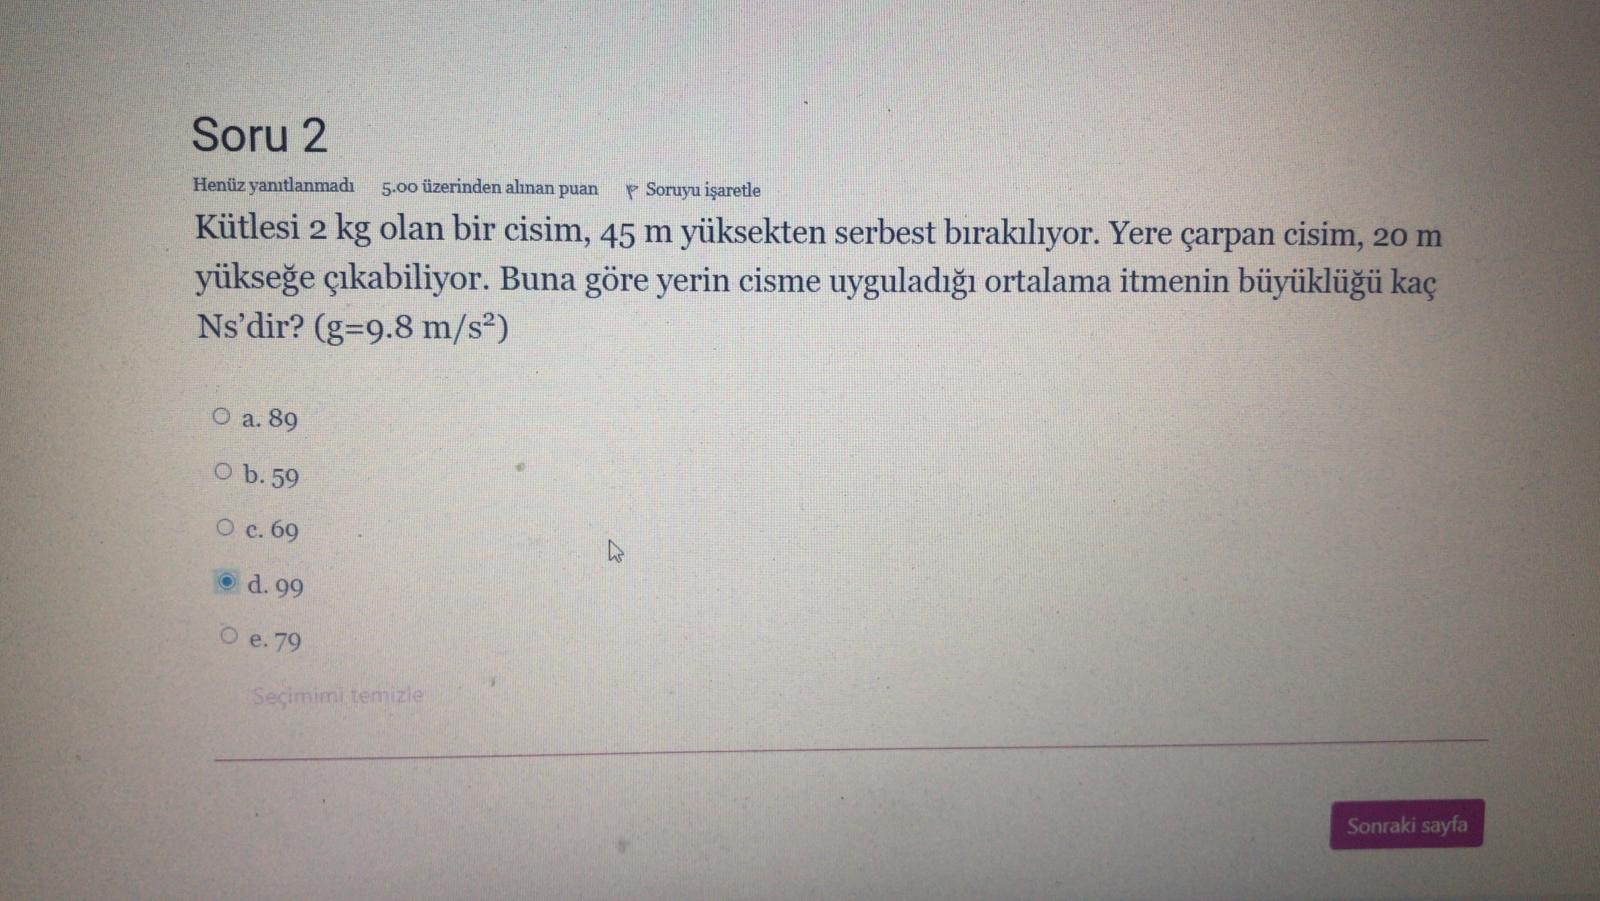 Soru 2
Henüz yanıtlanmadı 5.00 üzerinden alınan puan Soruyu işaretle
Kütlesi 2 kg olan bir cisim, 45 m yüksekten serbest bırakılıyor. Yere çarpan cisim, 20 m
yükseğe çıkabiliyor. Buna göre yerin cisme uyguladığı ortalama itmenin büyüklüğü kaç
Ns'dir? (g=9.8 m/s²)
a. 89
b. 59
c. 69
d. 99
e. 79
Seçimimi temizle
Sonraki sayfa